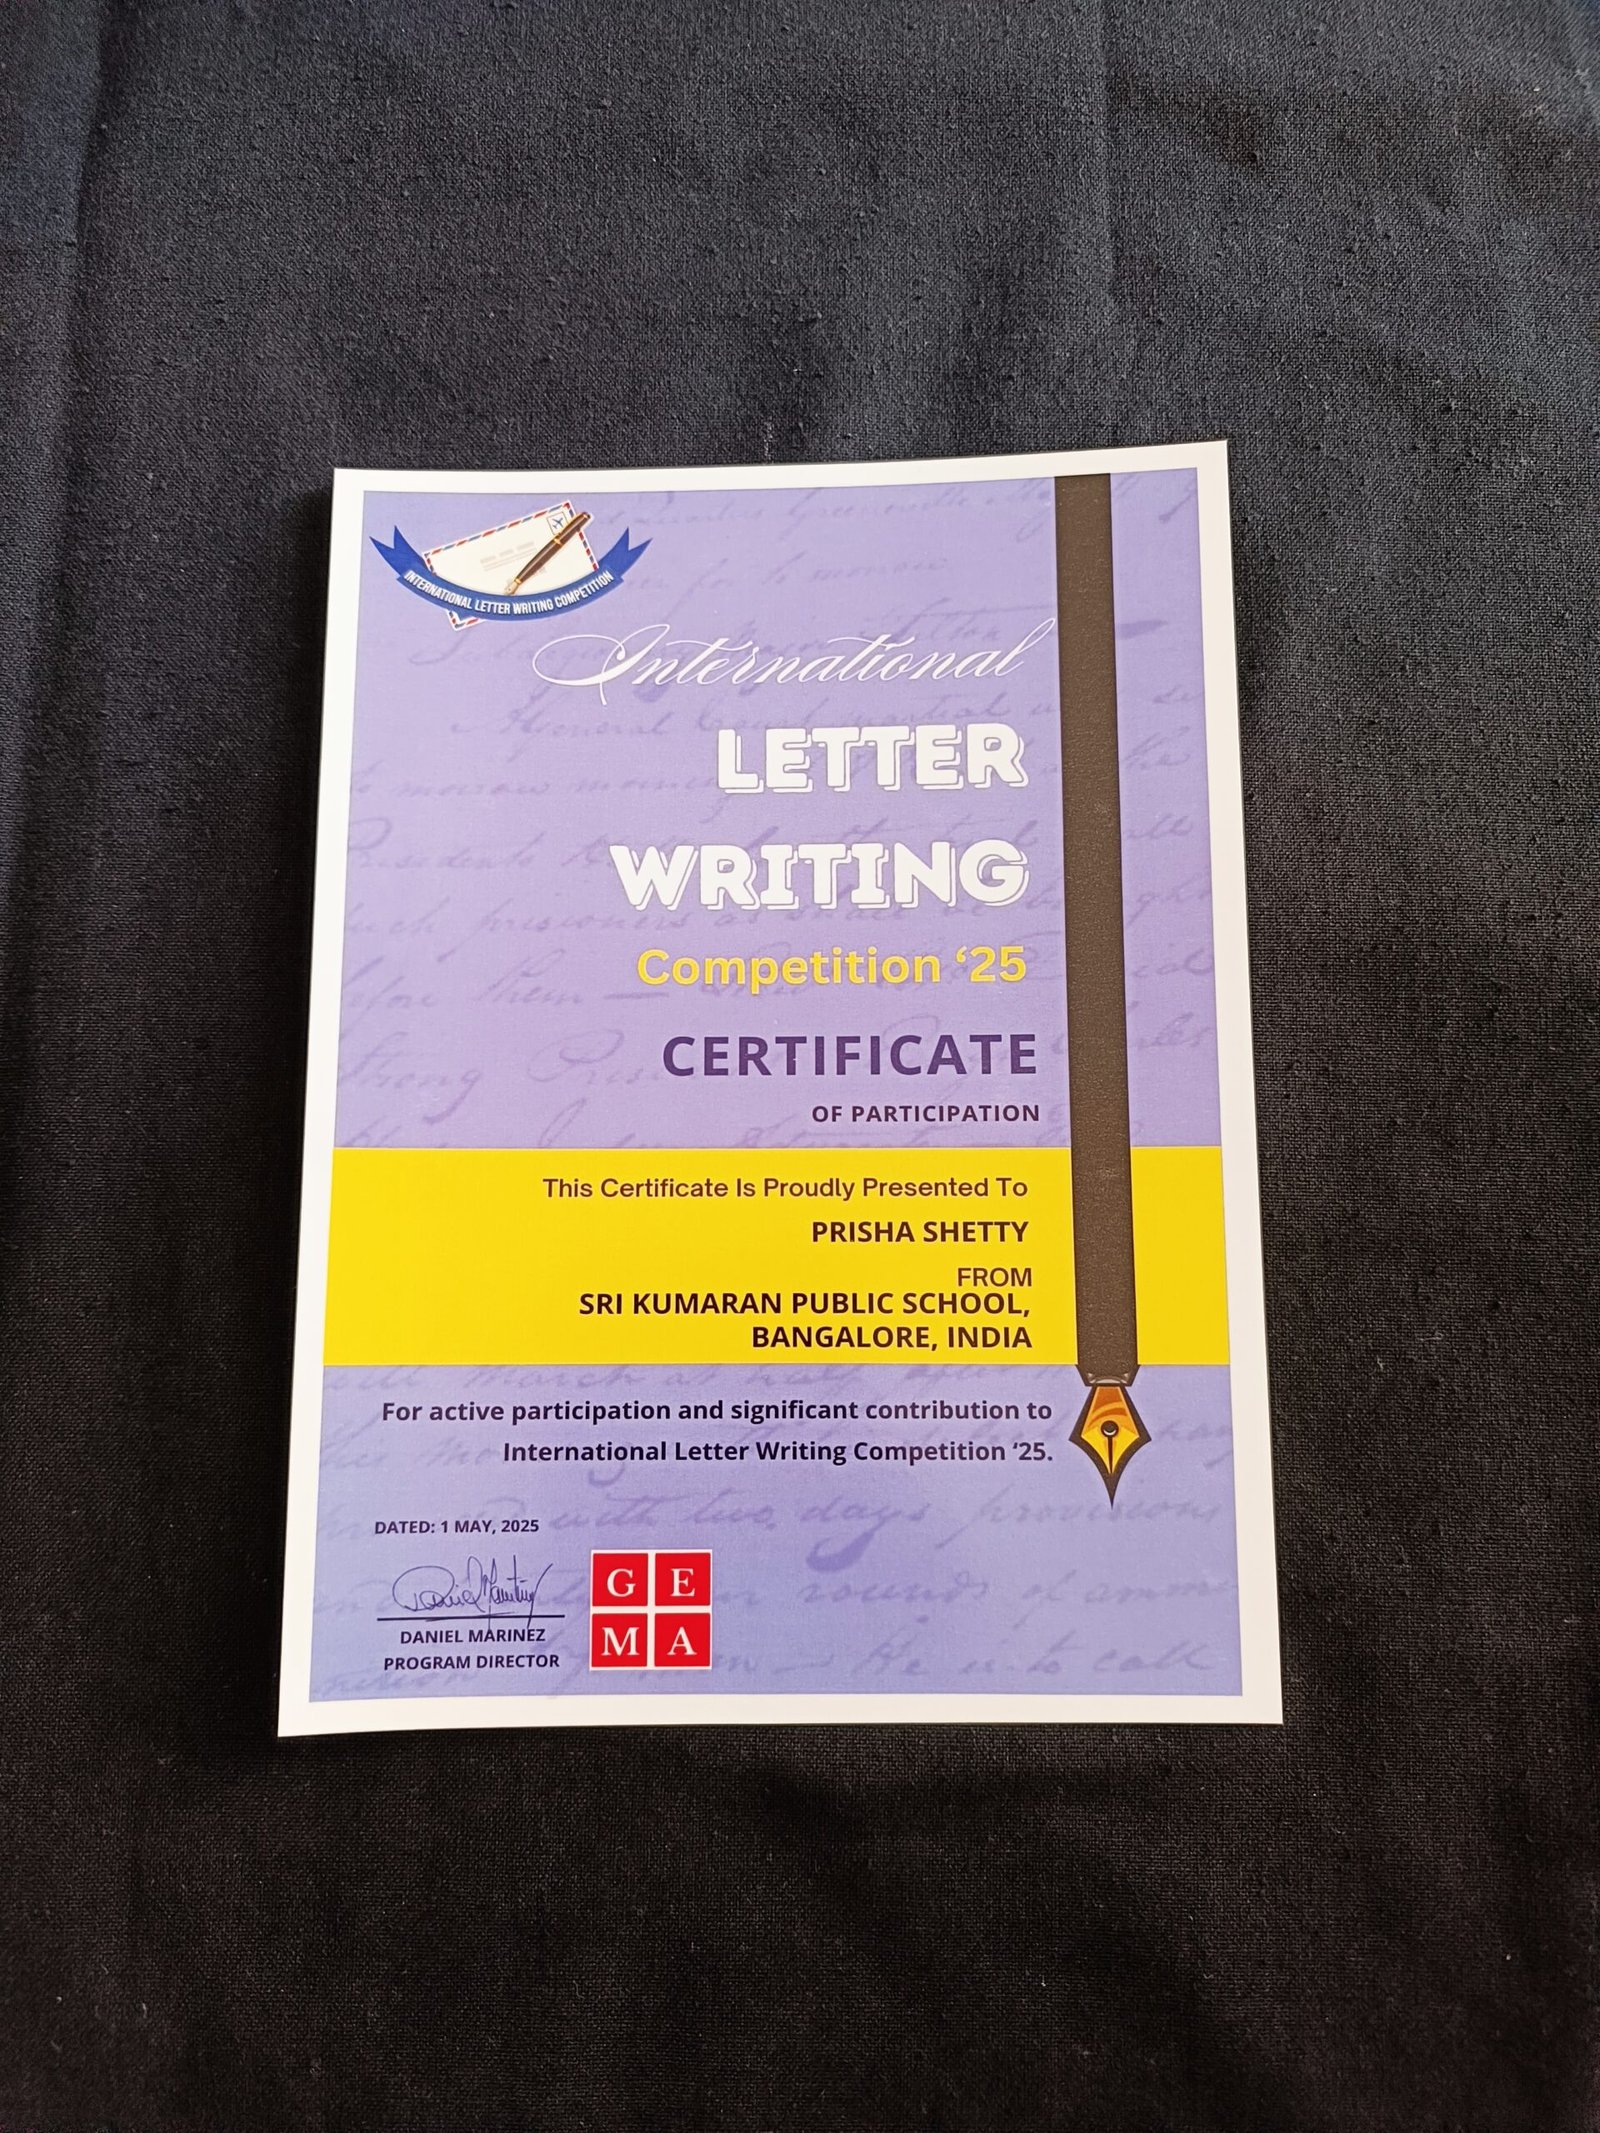 INTERNATIONAL LETTER WRITING COMPETITION
International
LETTER
WRITING
Competition ‘25
CERTIFICATE
OF PARTICIPATION
This Certificate Is Proudly Presented To
PRISHA SHETTY
FROM
SRI KUMARAN PUBLIC SCHOOL,
BANGALORE, INDIA
For active participation and significant contribution to
International Letter Writing Competition ‘25.
DATED: 1 MAY, 2025
DANIEL MARINEZ
PROGRAM DIRECTOR
G E
M A